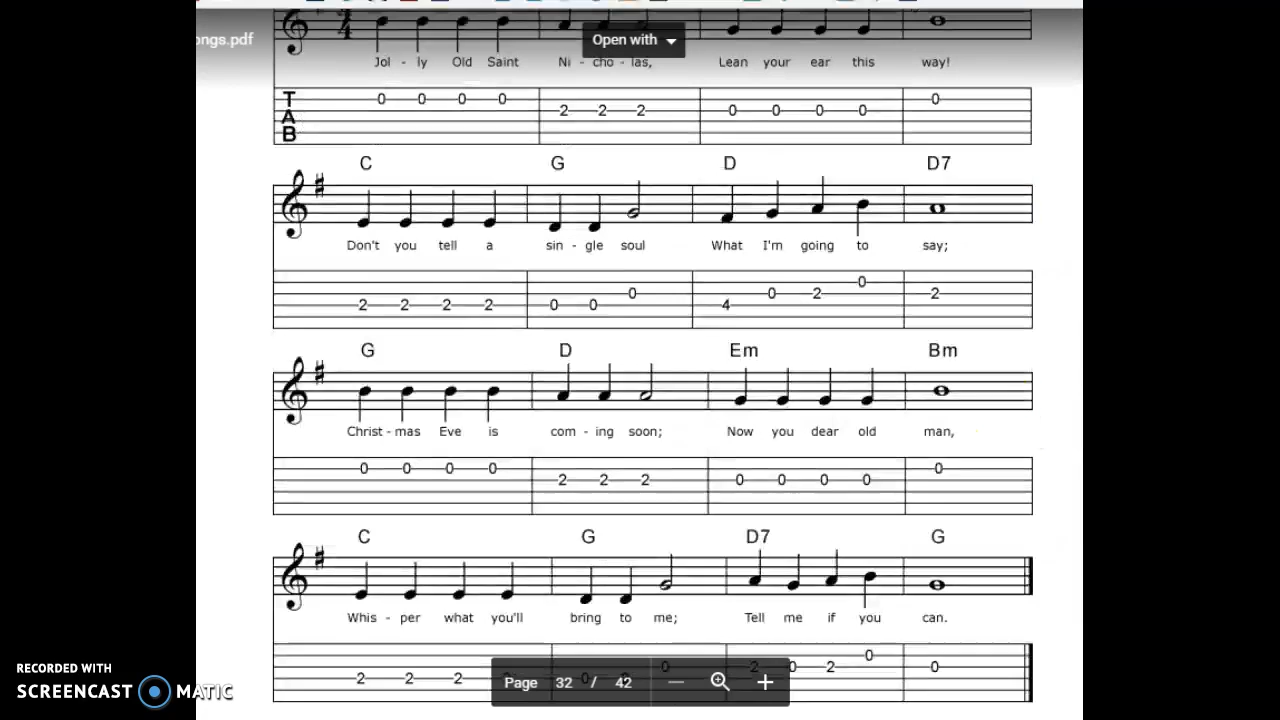 ongs.pdf
Open with
4
Jol - ly Old Saint Ni - cho - las, Lean your ear this way!
T A B 0 0 0 0 2 2 2 0 0 0 0 0
C G D D7
Don't you tell a sin - gle soul What I'm going to say;
2 2 2 2 0 0 0 4 0 2 0 2
G D Em Bm
Christ - mas Eve is com - ing soon; Now you dear old man,
0 0 0 0 2 2 2 0 0 0 0 0
C G D7 G
Whis - per what you'll bring to me; Tell me if you can.
2 2 2 0 2 0 2 0 0
Page 32 / 42
RECORDED WITH
SCREENCAST MATIC